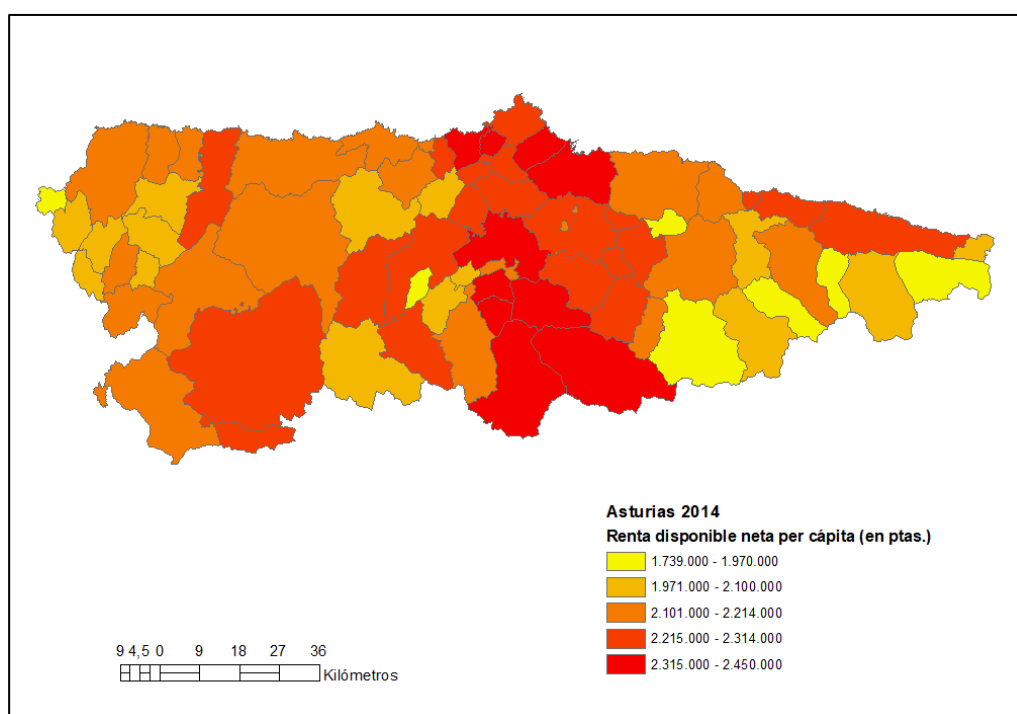 Asturias 2014
Renta disponible neta per cápita (en ptas.)
1.739.000 - 1.970.000
1.971.000 - 2.100.000
2.101.000 - 2.214.000
2.215.000 - 2.314.000
2.315.000 - 2.450.000
9 4,5 0 9 18 27 36
Kilómetros